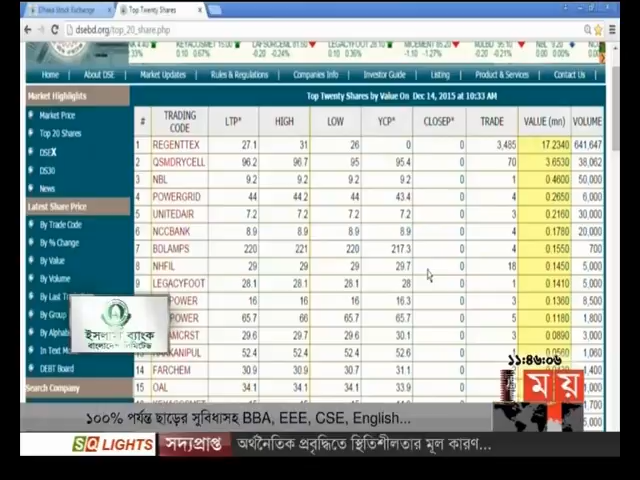 Dhaka Stock Exchange
Top Twenty Shares
dsebd.org/top_20_share.php
Home | About DSE | Market Updates | Rules & Regulations | Companies Info | Investor Guide | Listing | Product & Services | Contact Us
Market Highlights
Market Price
Top 20 Shares
DSEX
DS30
News
Latest Share Price
By Trade Code
By % Change
By Value
By Volume
By Last
By Group
By Alphab
In Text
DEBT Board
Search Company
Top Twenty Shares by Value On Dec 14, 2015 at 10:33 AM
# TRADING CODE LTP* HIGH LOW YCP* CLOSEP* TRADE VALUE (mn) VOLUME
1 REGENTTEX 27.1 31 26 0 0 3,485 17.2340 641,647
2 QSMDRYCELL 96.2 96.7 95 95.4 0 70 3.6530 38,062
3 NBL 9.2 9.2 9.2 9.2 0 1 0.4600 50,000
4 POWERGRID 44 44.2 44 43.4 0 4 0.2650 6,000
5 UNITEDAIR 7.2 7.2 7.2 7.2 0 3 0.2160 30,000
6 NCCBANK 8.9 8.9 8.9 8.9 0 1 0.1780 20,000
7 BDLAMPS 220 221 220 217.3 0 4 0.1550 700
8 NHFIL 29 29 29 29.7 0 18 0.1450 5,000
9 LEGACYFOOT 28.1 28.1 28.1 28 0 1 0.1410 5,000
POWER 16 16 16 16.3 0 1 0.1360 8,500
POWER 65.7 66 65.7 65.7 0 5 0.1180 1,800
AMCRST 29.6 29.7 29.6 30.1 0 3 0.0890 3,000
ANIPUL 52.4 52.4 52.4 52.6 0 1 0.0560 1,060
14 FARCHEM 30.9 30.9 30.9 31.1 0
15 OAL 34.1 34.1 34.1 33.9 0
ইসলামী ব্যাংক
বাংলাদেশ লিমিটেড
11:46:06
সময়
১০০% পর্যন্ত ছাড়ের সুবিধাসহ BBA, EEE, CSE, English...
SQ LIGHTS সদ্যপ্রাপ্ত অর্থনৈতিক প্রবৃদ্ধিতে স্থিতিশীলতার মূল কারণ...